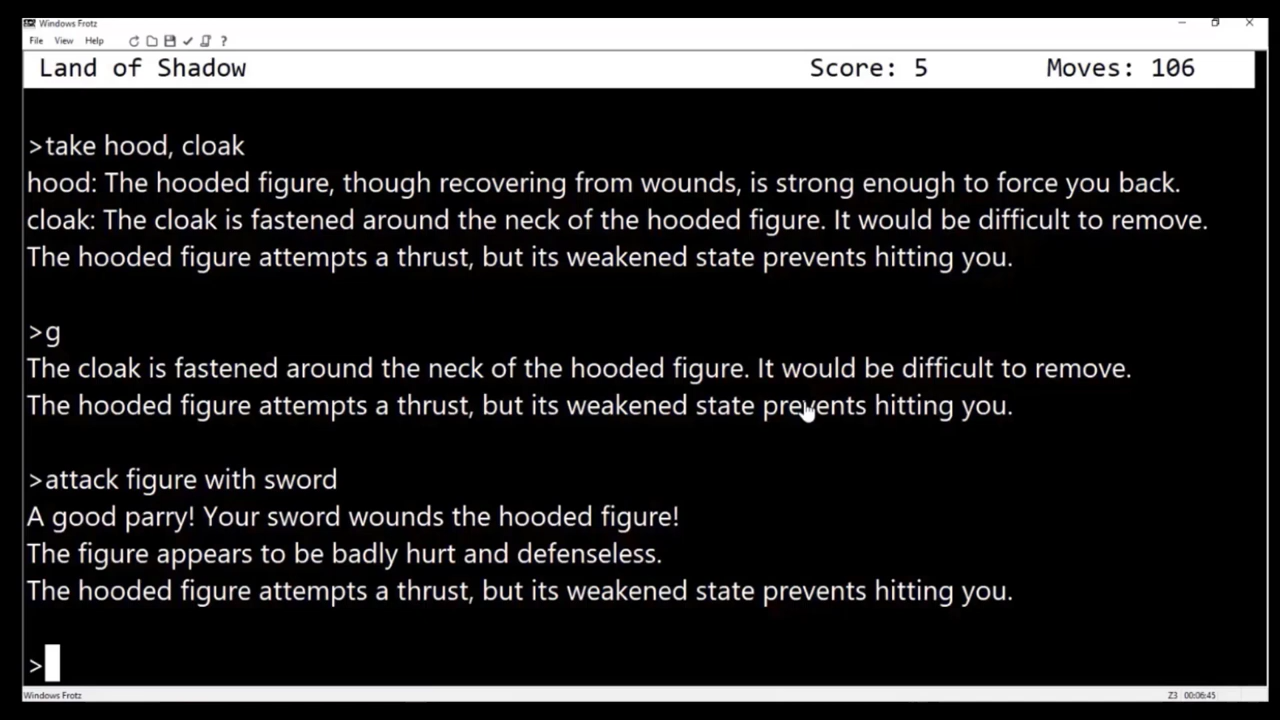 Windows Frotz
File View Help ?
Land of Shadow Score: 5 Moves: 106
>take hood, cloak
hood: The hooded figure, though recovering from wounds, is strong enough to force you back.
cloak: The cloak is fastened around the neck of the hooded figure. It would be difficult to remove.
The hooded figure attempts a thrust, but its weakened state prevents hitting you.
>g
The cloak is fastened around the neck of the hooded figure. It would be difficult to remove.
The hooded figure attempts a thrust, but its weakened state prevents hitting you.
>attack figure with sword
A good parry! Your sword wounds the hooded figure!
The figure appears to be badly hurt and defenseless.
The hooded figure attempts a thrust, but its weakened state prevents hitting you.
>
Windows Frotz Z3 00:06:45